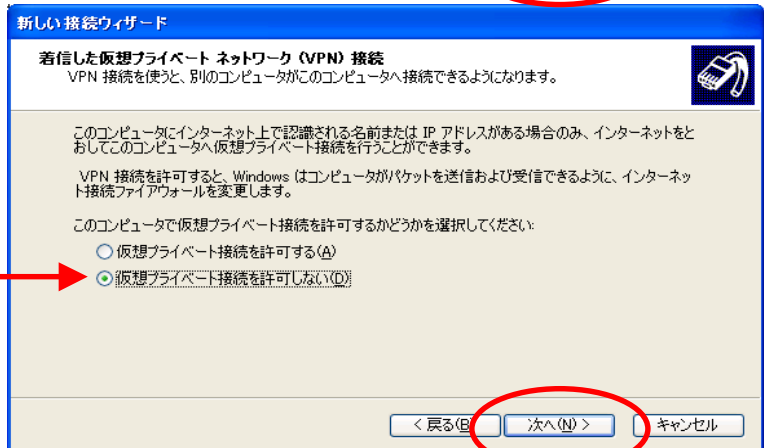 新しい接続ウィザード
着信した仮想プライベート ネットワーク (VPN) 接続
VPN 接続を使うと、別のコンピュータがこのコンピュータへ接続できるようになります。
このコンピュータにインターネット上で認識される名前または IP アドレスがある場合のみ、インターネットをと
おしてこのコンピュータへ仮想プライベート接続を行うことができます。
VPN 接続を許可すると、Windows はコンピュータがパケットを送信および受信できるように、インターネッ
ト接続ファイアウォールを変更します。
このコンピュータで仮想プライベート接続を許可するかどうかを選択してください:
仮想プライベート接続を許可する(A)
仮想プライベート接続を許可しない(D)
< 戻る(B) 次へ(N) > キャンセル